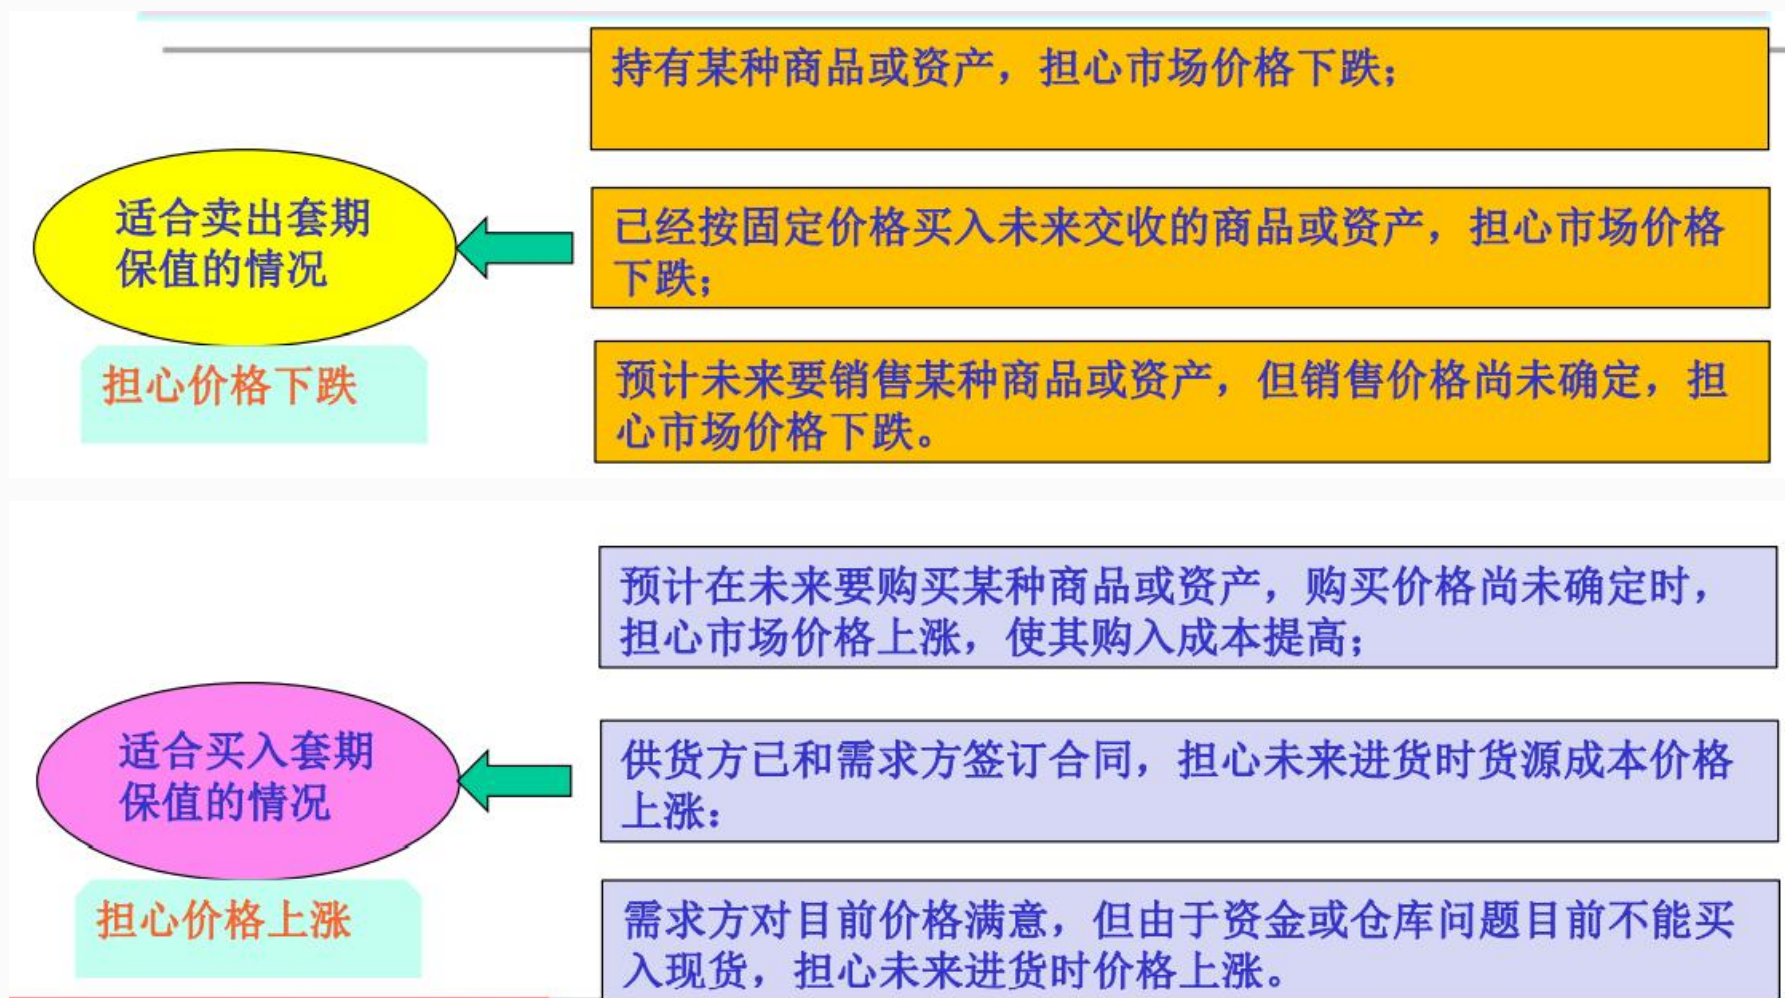 持有某种商品或资产，担心市场价格下跌；
适合卖出套期
保值的情况
已经按固定价格买入未来交收的商品或资产，担心市场价格
下跌；
担心价格下跌
预计未来要销售某种商品或资产，但销售价格尚未确定，担
心市场价格下跌。
预计在未来要购买某种商品或资产，购买价格尚未确定时，
担心市场价格上涨，使其购入成本提高；
适合买入套期
保值的情况
供货方已和需求方签订合同，担心未来进货时货源成本价格
上涨：
担心价格上涨
需求方对目前价格满意，但由于资金或仓库问题目前不能买
入现货，担心未来进货时价格上涨。